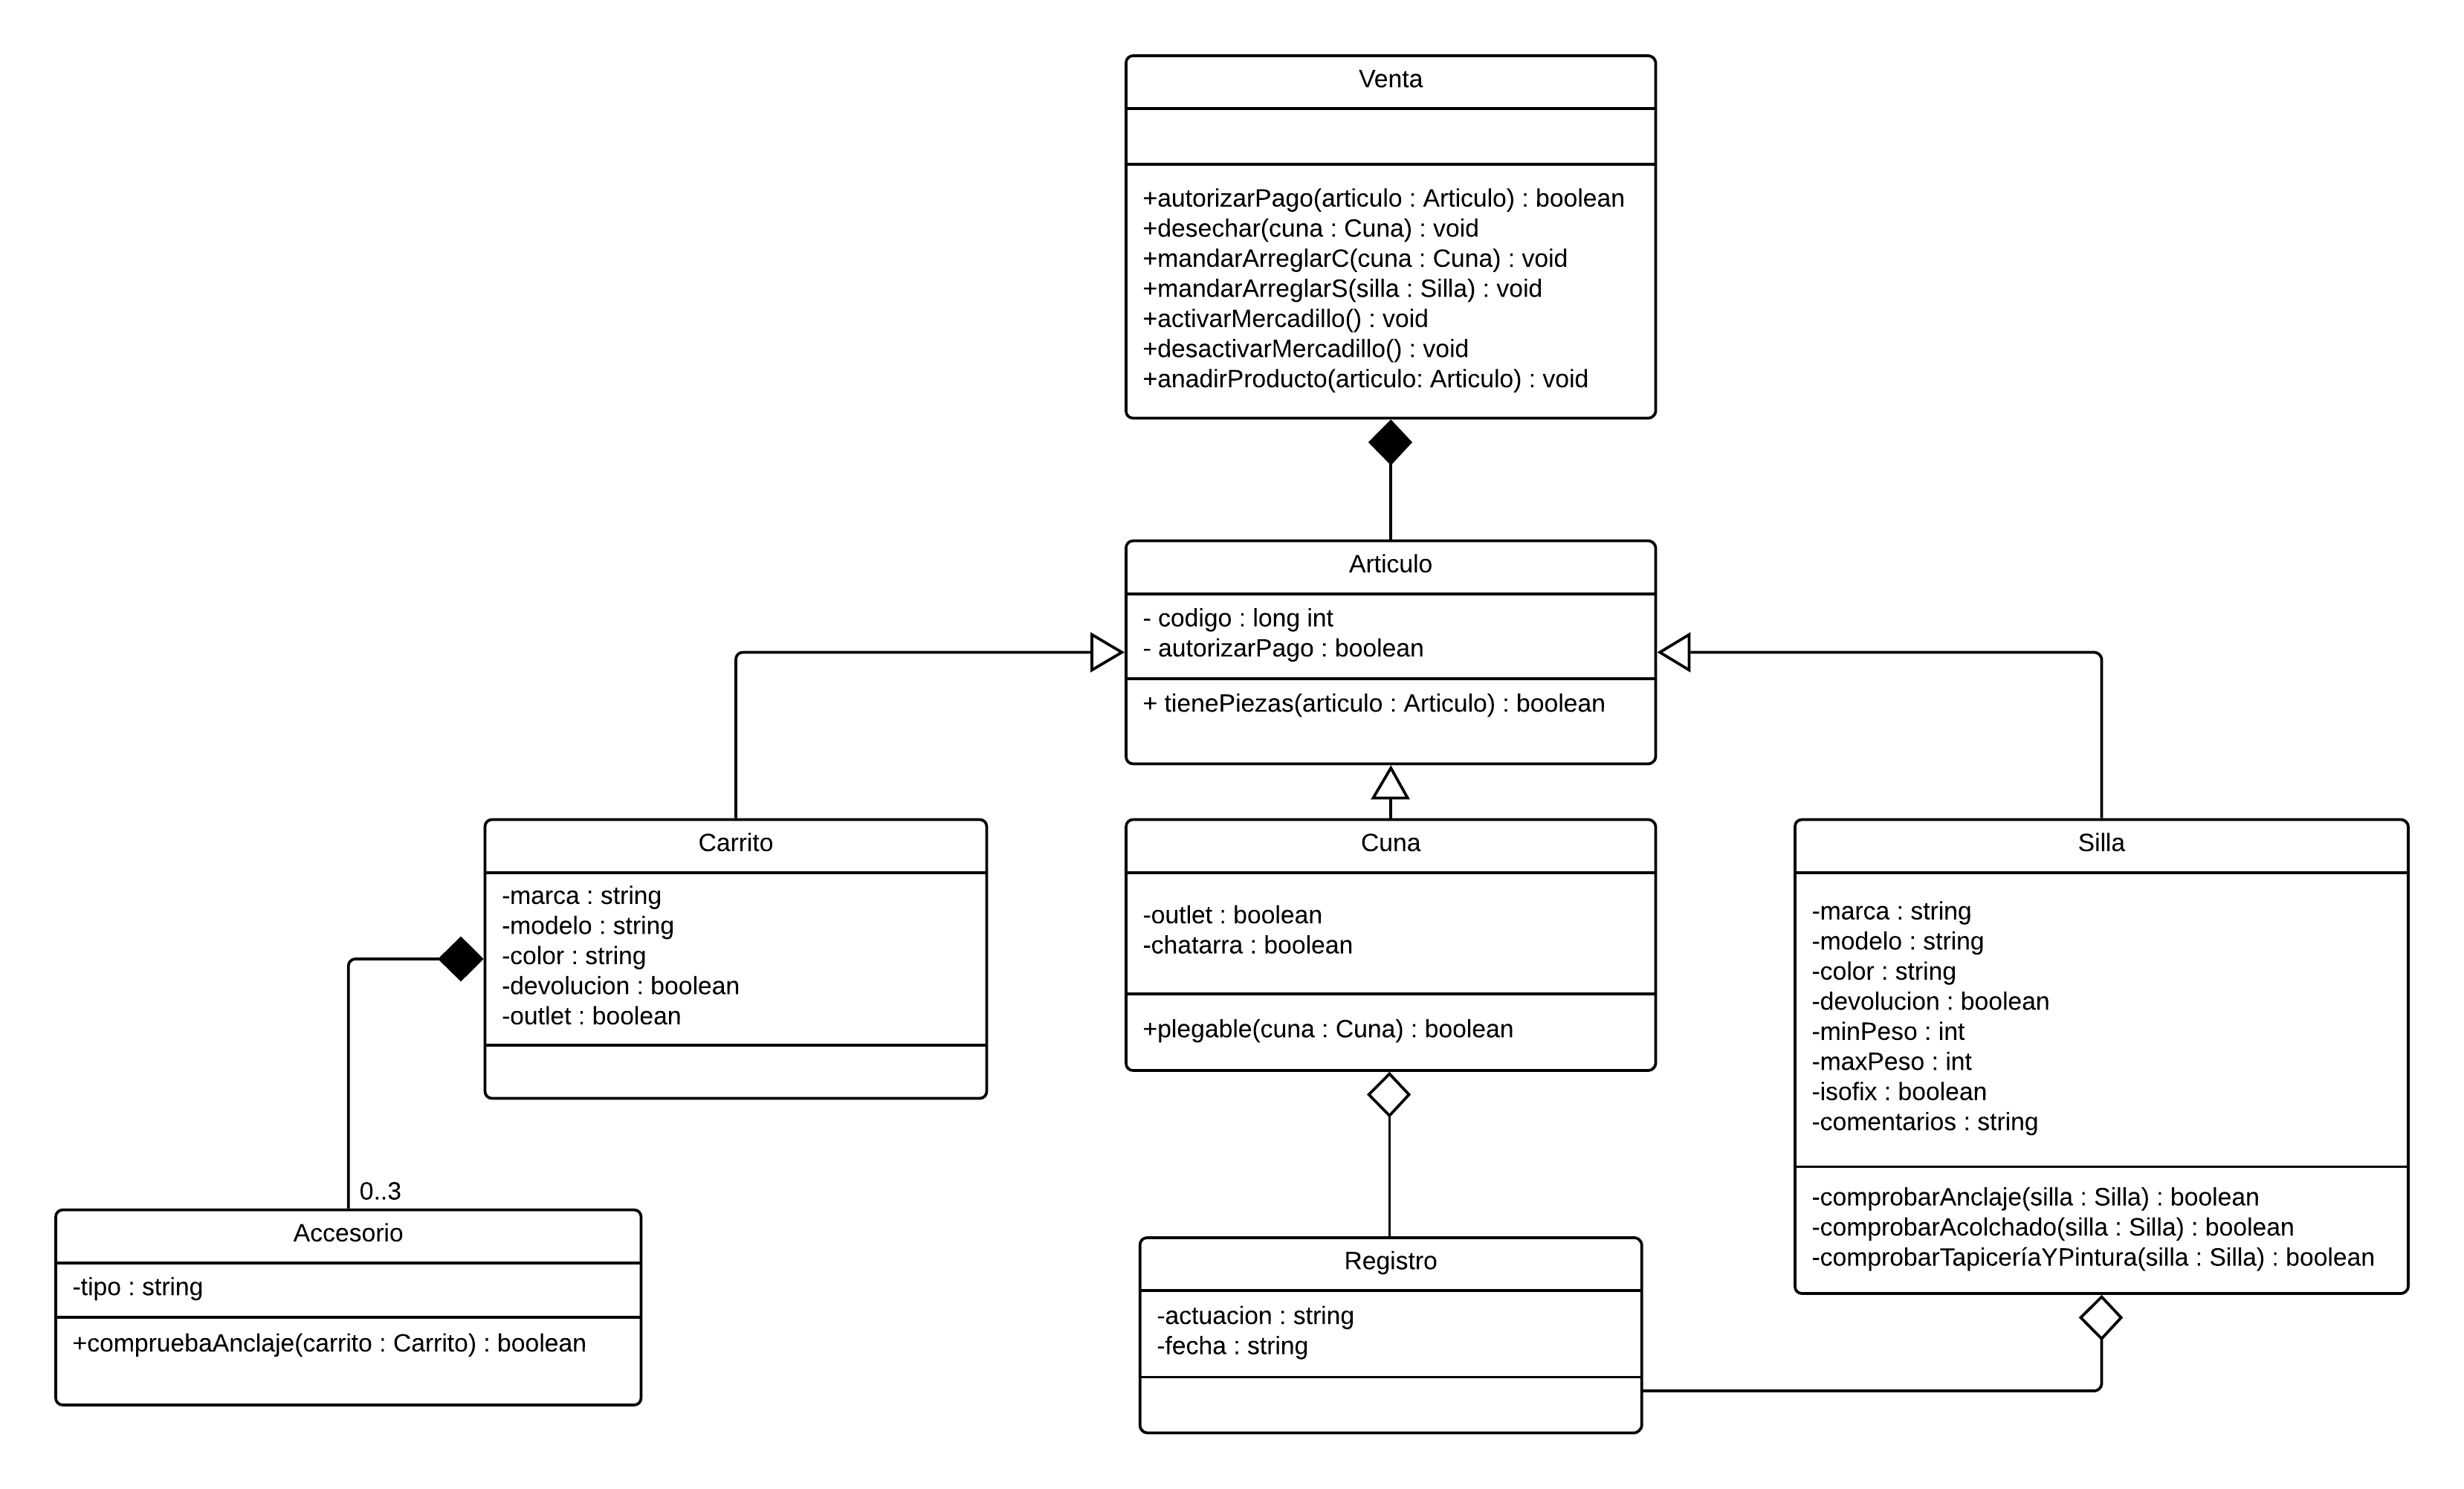 Venta
+autorizarPago(articulo : Articulo) : boolean
+desechar(cuna : Cuna) : void
+mandarArreglarC(cuna : Cuna) : void
+mandarArreglarS(silla : Silla) : void
+activarMercadillo() : void
+desactivarMercadillo() : void
+anadirProducto(articulo: Articulo) : void
Articulo
- codigo : long int
- autorizarPago : boolean
+ tienePiezas(articulo : Articulo) : boolean
Carrito
-marca : string
-modelo : string
-color : string
-devolucion : boolean
-outlet : boolean
Cuna
-outlet : boolean
-chatarra : boolean
+plegable(cuna : Cuna) : boolean
Silla
-marca : string
-modelo : string
-color : string
-devolucion : boolean
-minPeso : int
-maxPeso : int
-isofix : boolean
-comentarios : string
-comprobarAnclaje(silla : Silla) : boolean
-comprobarAcolchado(silla : Silla) : boolean
-comprobarTapiceríaYPintura(silla : Silla) : boolean
0..3
Accesorio
-tipo : string
+compruebaAnclaje(carrito : Carrito) : boolean
Registro
-actuacion : string
-fecha : string